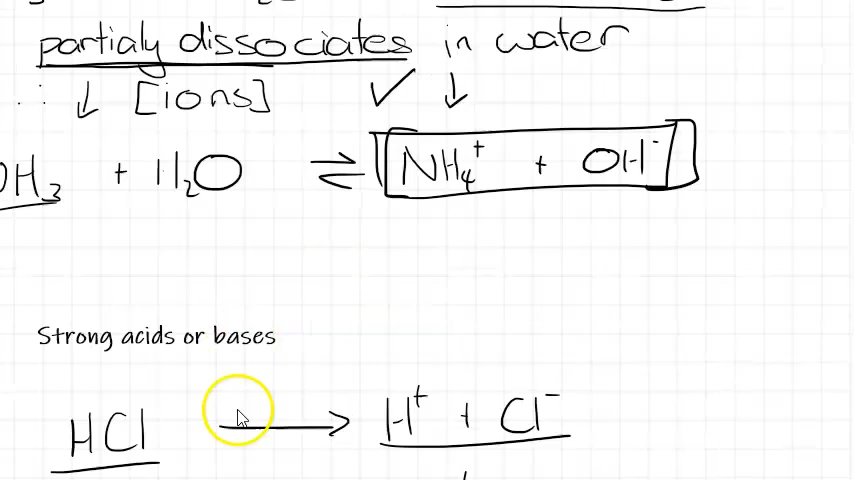 partialy dissociates in water
∴ ↓ [ions] ✓ ↓
H₃ + H₂O ⇌ NH₄⁺ + OH⁻
Strong acids or bases
HCl → H⁺ + Cl⁻